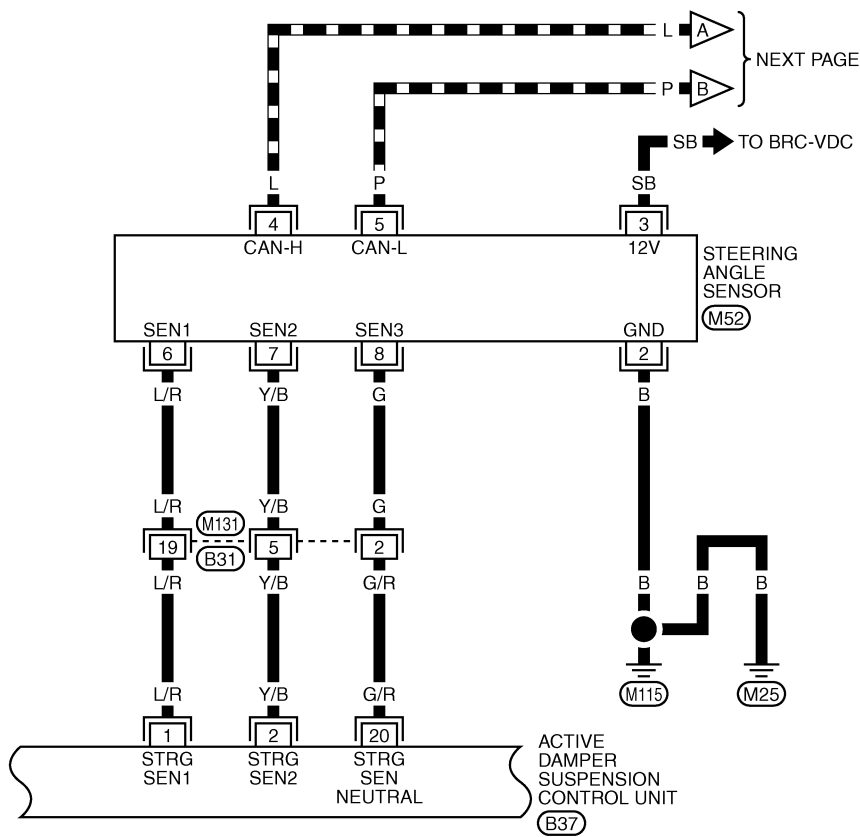 L A
NEXT PAGE
P B
SB TO BRC-VDC
L P SB
4 5 3
CAN-H CAN-L 12V
STEERING
ANGLE
SENSOR
M52
SEN1 SEN2 SEN3 GND
6 7 8 2
L/R Y/B G B
L/R Y/B G
M131
19 5 2
B31
L/R Y/B G/R B B B
M115 M25
L/R Y/B G/R
1 2 20
STRG STRG STRG
SEN1 SEN2 SEN
NEUTRAL
ACTIVE
DAMPER
SUSPENSION
CONTROL UNIT
B37